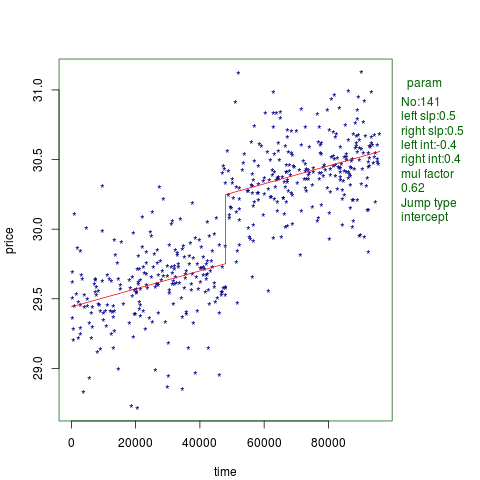 param
No:141
left slp:0.5
right slp:0.5
left int:-0.4
right int:0.4
mul factor
0.62
Jump type
intercept
31.0
30.5
30.0
29.5
29.0
price
0 20000 40000 60000 80000
time